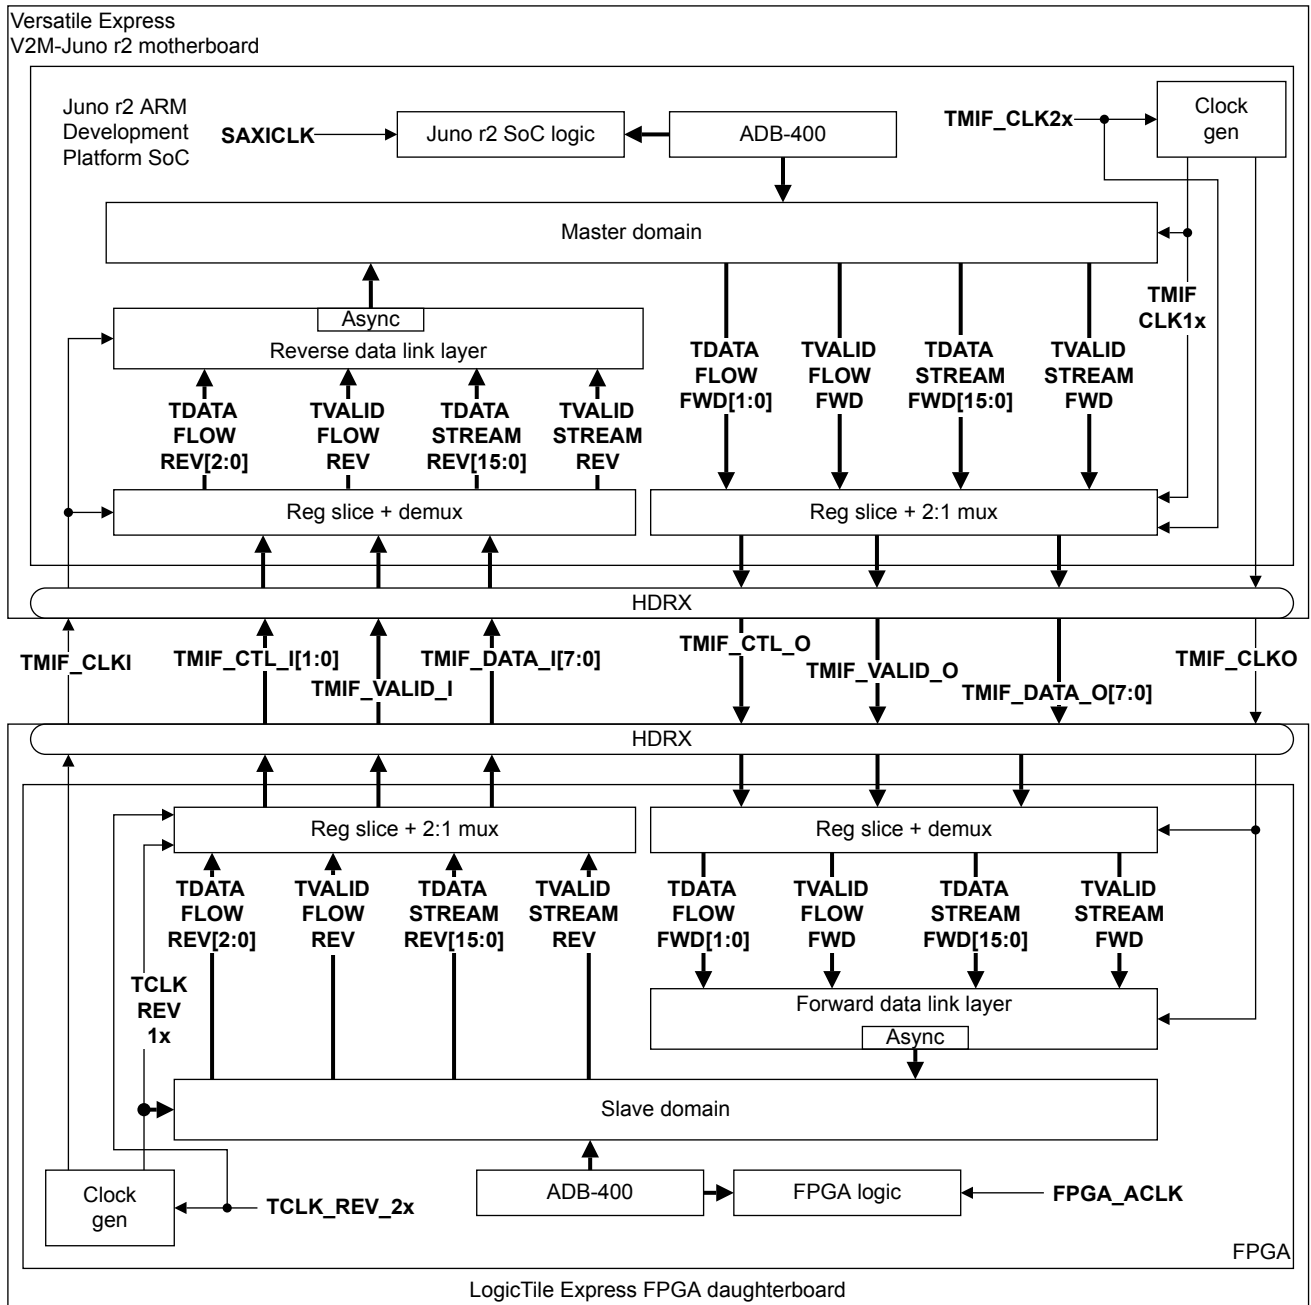 Versatile Express
V2M-Juno r2 motherboard
Juno r2 ARM
Development
Platform SoC
SAXICLK
Juno r2 SoC logic
ADB-400
TMIF_CLK2x
Clock
gen
Master domain
TMIF
CLK1x
Async
Reverse data link layer
TDATA
FLOW
FWD[1:0]
TVALID
FLOW
FWD
TDATA
STREAM
FWD[15:0]
TVALID
STREAM
FWD
TDATA
FLOW
REV[2:0]
TVALID
FLOW
REV
TDATA
STREAM
REV[15:0]
TVALID
STREAM
REV
Reg slice + demux
Reg slice + 2:1 mux
HDRX
TMIF_CLKI
TMIF_CTL_I[1:0]
TMIF_VALID_I
TMIF_DATA_I[7:0]
TMIF_CTL_O
TMIF_VALID_O
TMIF_DATA_O[7:0]
TMIF_CLKO
HDRX
Reg slice + 2:1 mux
Reg slice + demux
TDATA
FLOW
REV[2:0]
TVALID
FLOW
REV
TDATA
STREAM
REV[15:0]
TVALID
STREAM
REV
TDATA
FLOW
FWD[1:0]
TVALID
FLOW
FWD
TDATA
STREAM
FWD[15:0]
TVALID
STREAM
FWD
TCLK
REV
1x
Forward data link layer
Async
Slave domain
Clock
gen
TCLK_REV_2x
ADB-400
FPGA logic
FPGA_ACLK
FPGA
LogicTile Express FPGA daughterboard